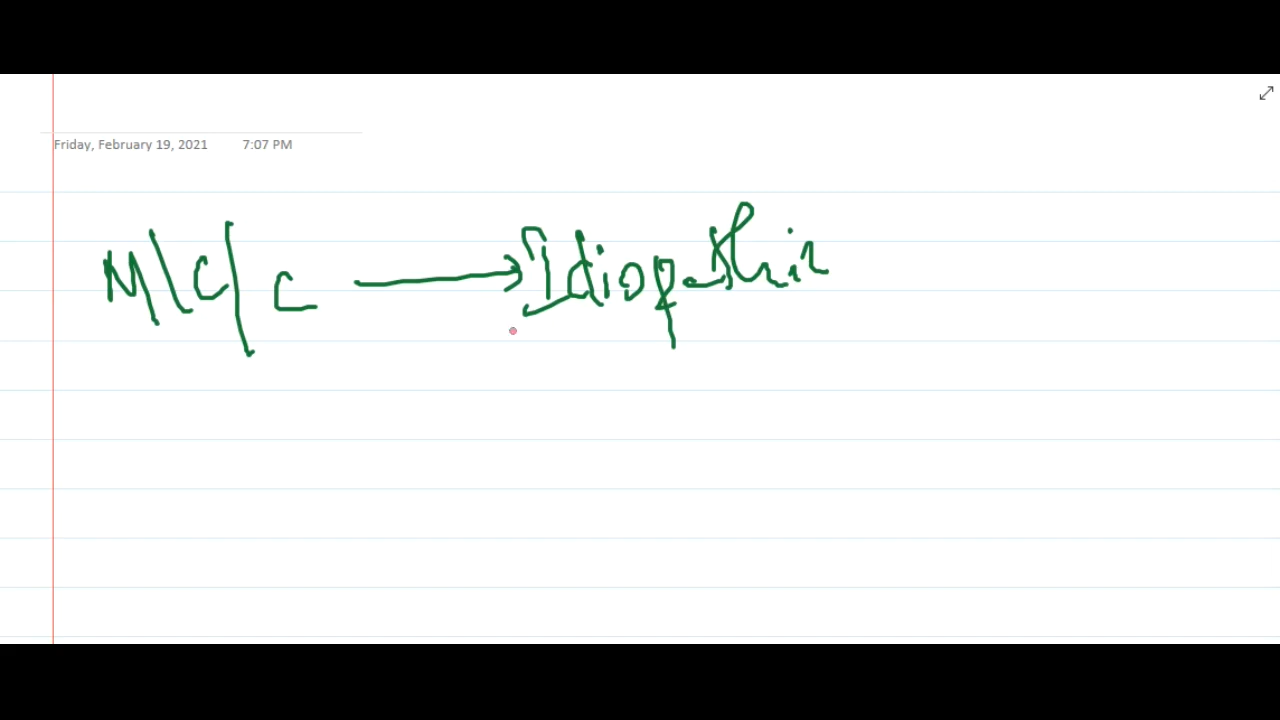 Friday, February 19, 2021 7:07 PM
M/C/C → Idiopathic